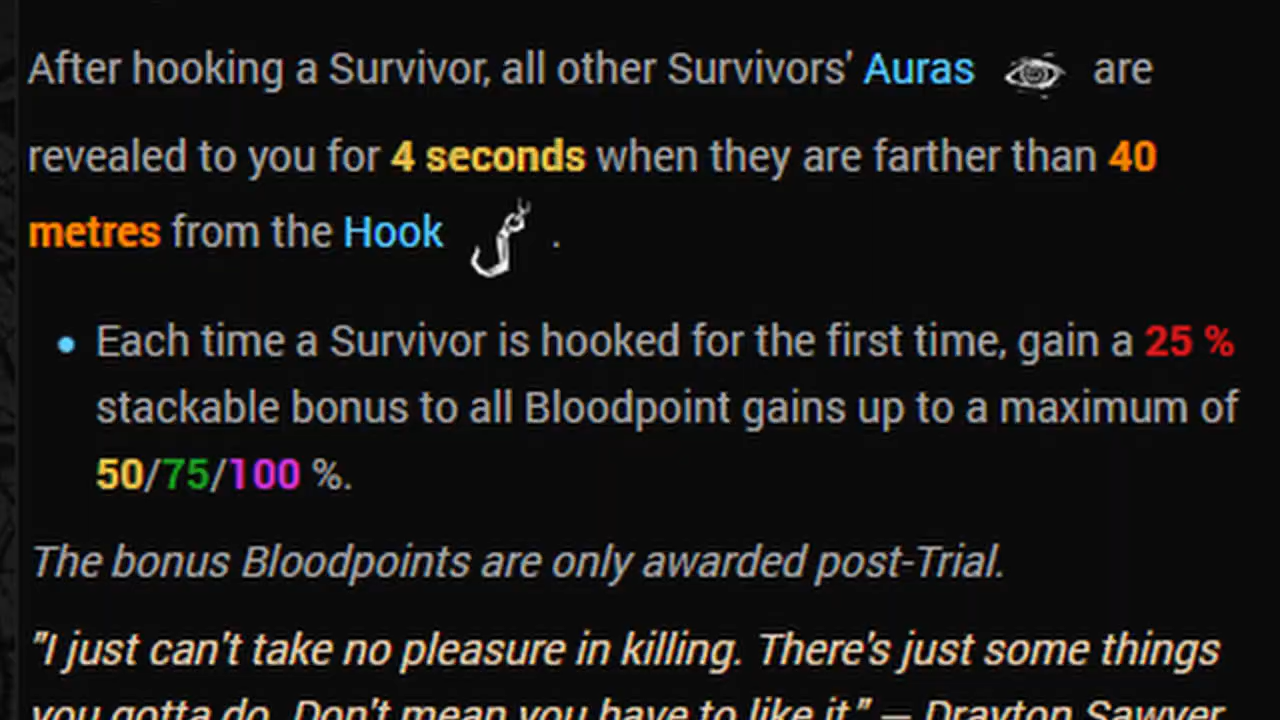 After hooking a Survivor, all other Survivors' Auras are
revealed to you for 4 seconds when they are farther than 40
metres from the Hook .
Each time a Survivor is hooked for the first time, gain a 25 %
stackable bonus to all Bloodpoint gains up to a maximum of
50/75/100 %.
The bonus Bloodpoints are only awarded post-Trial.
"I just can't take no pleasure in killing. There's just some things
you gotta do. Don't mean you have to like it." — Drayton Sawyer